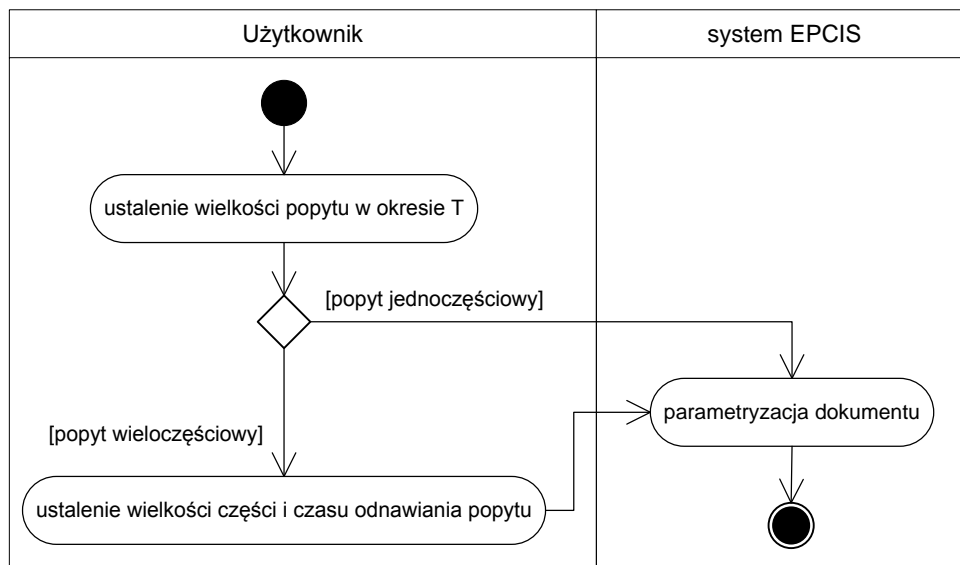 Użytkownik
system EPCIS
ustalenie wielkości popytu w okresie T
[popyt jednoczęściowy]
parametryzacja dokumentu
[popyt wieloczęściowy]
ustalenie wielkości części i czasu odnawiania popytu